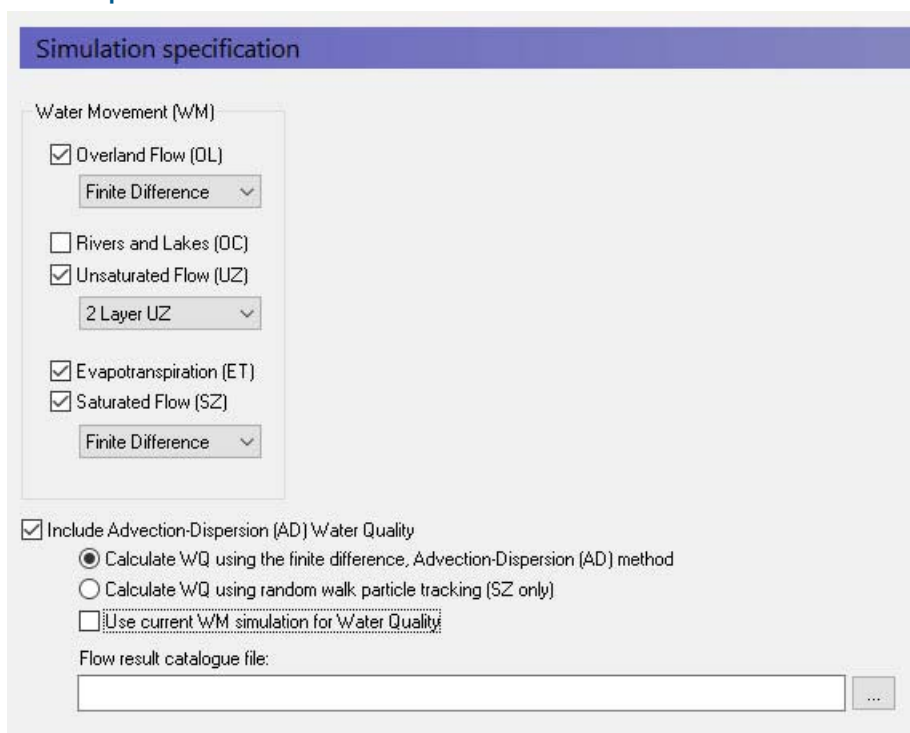 Simulation specification
Water Movement (WM)
Overland Flow (OL)
Finite Difference
Rivers and Lakes (OC)
Unsaturated Flow (UZ)
2 Layer UZ
Evapotranspiration (ET)
Saturated Flow (SZ)
Finite Difference
Include Advection-Dispersion (AD) Water Quality
Calculate WQ using the finite difference, Advection-Dispersion (AD) method
Calculate WQ using random walk particle tracking (SZ only)
Use current WM simulation for Water Quality
Flow result catalogue file:
...